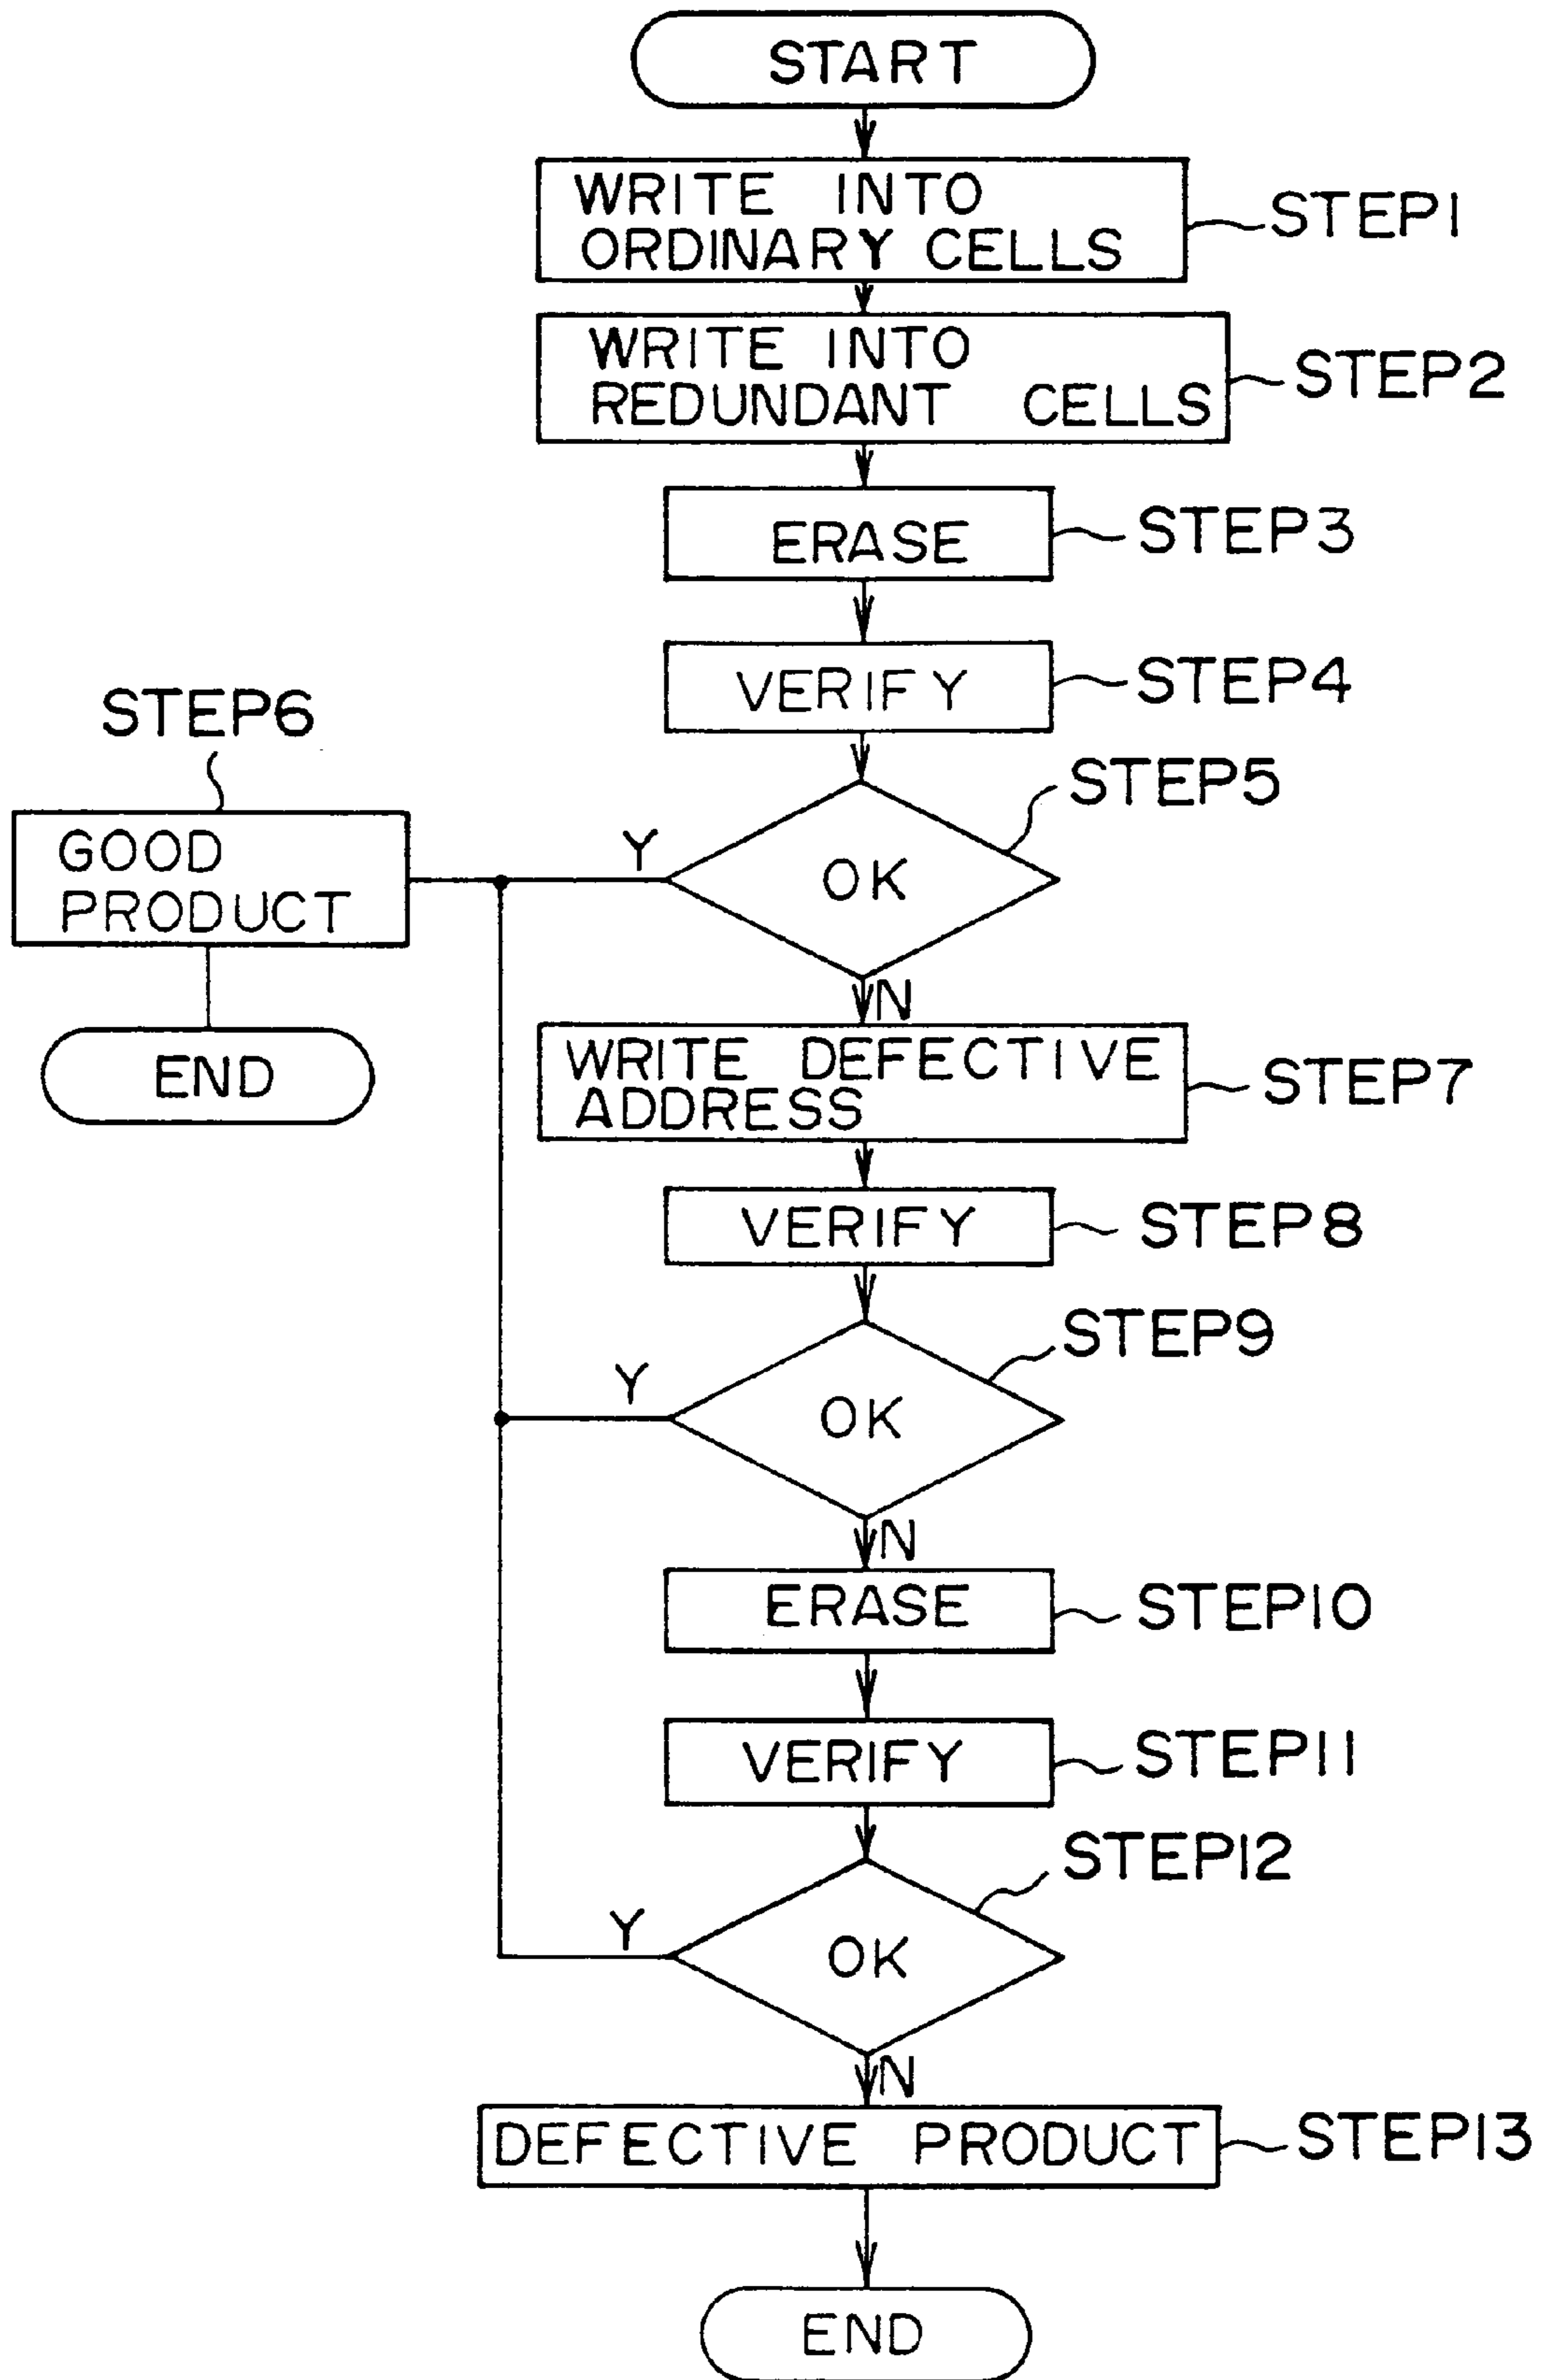 START
WRITE INTO
ORDINARY CELLS
STEP1
WRITE INTO
REDUNDANT CELLS
STEP2
ERASE
STEP3
VERIFY
STEP4
STEP5
OK
Y
N
STEP6
GOOD
PRODUCT
END
WRITE DEFECTIVE
ADDRESS
STEP7
VERIFY
STEP8
STEP9
OK
Y
N
ERASE
STEP10
VERIFY
STEP11
STEP12
OK
Y
N
DEFECTIVE PRODUCT
STEP13
END